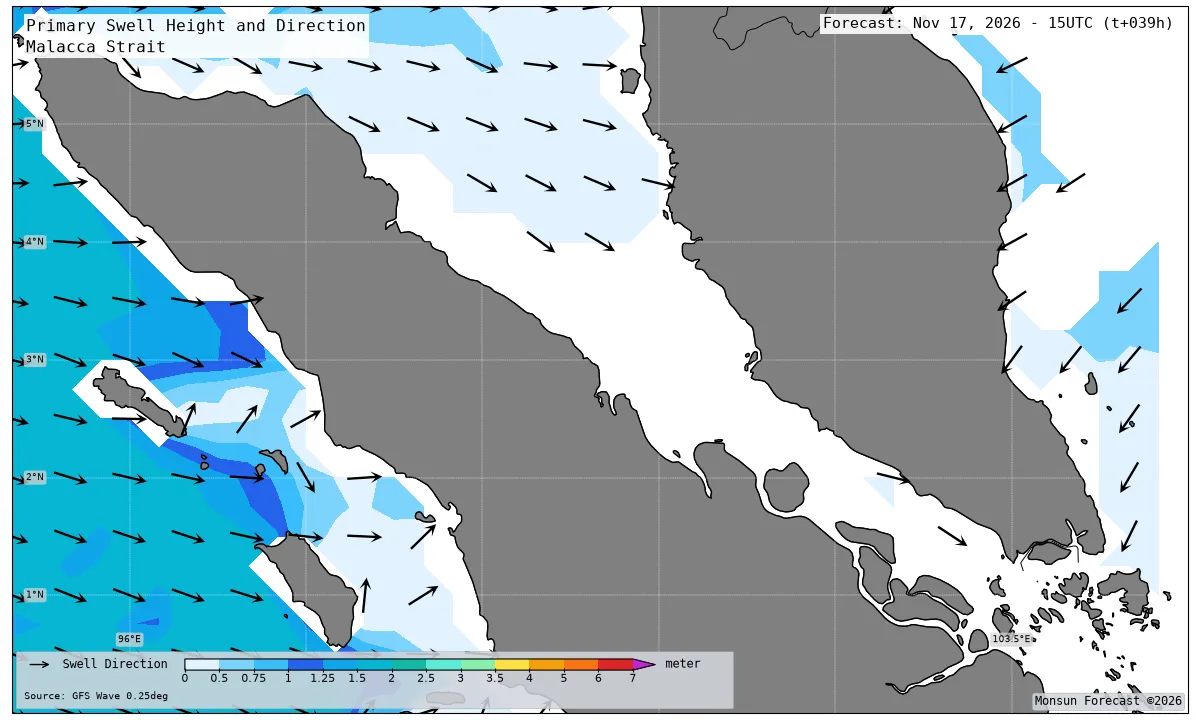 Primary Swell Height and Direction
Malacca Strait
Forecast: Nov 17, 2026 - 15UTC (t+039h)
5°N
4°N
3°N
2°N
1°N
96°E
103.5°E
Swell Direction
meter
0 0.5 0.75 1 1.25 1.5 2 2.5 3 3.5 4 5 6 7
Source: GFS Wave 0.25deg
Monsun Forecast ©2026